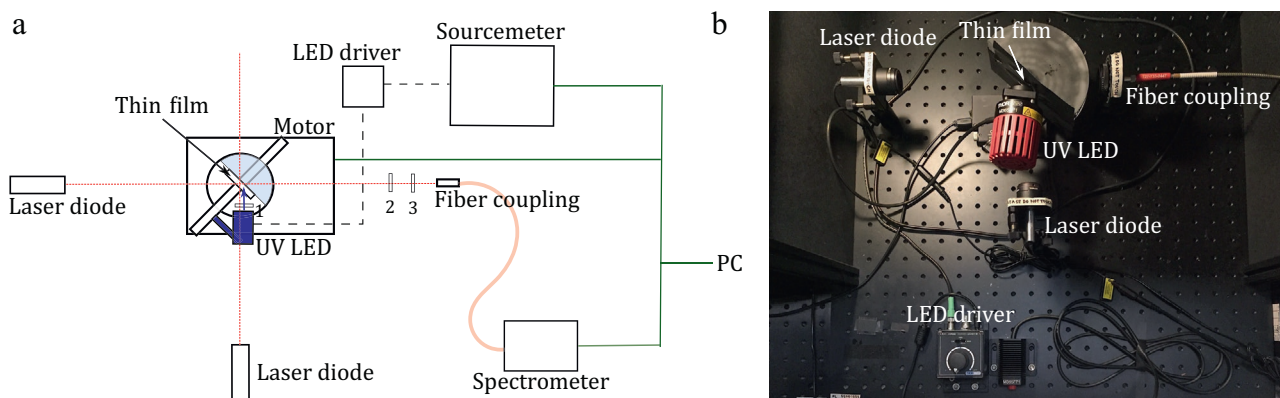 a
LED driver
Sourcemeter
Thin film
Motor
Laser diode
1
2
3
Fiber coupling
UV LED
PC
Laser diode
Spectrometer
b
Laser diode
Thin film
Fiber coupling
UV LED
Laser diode
LED driver